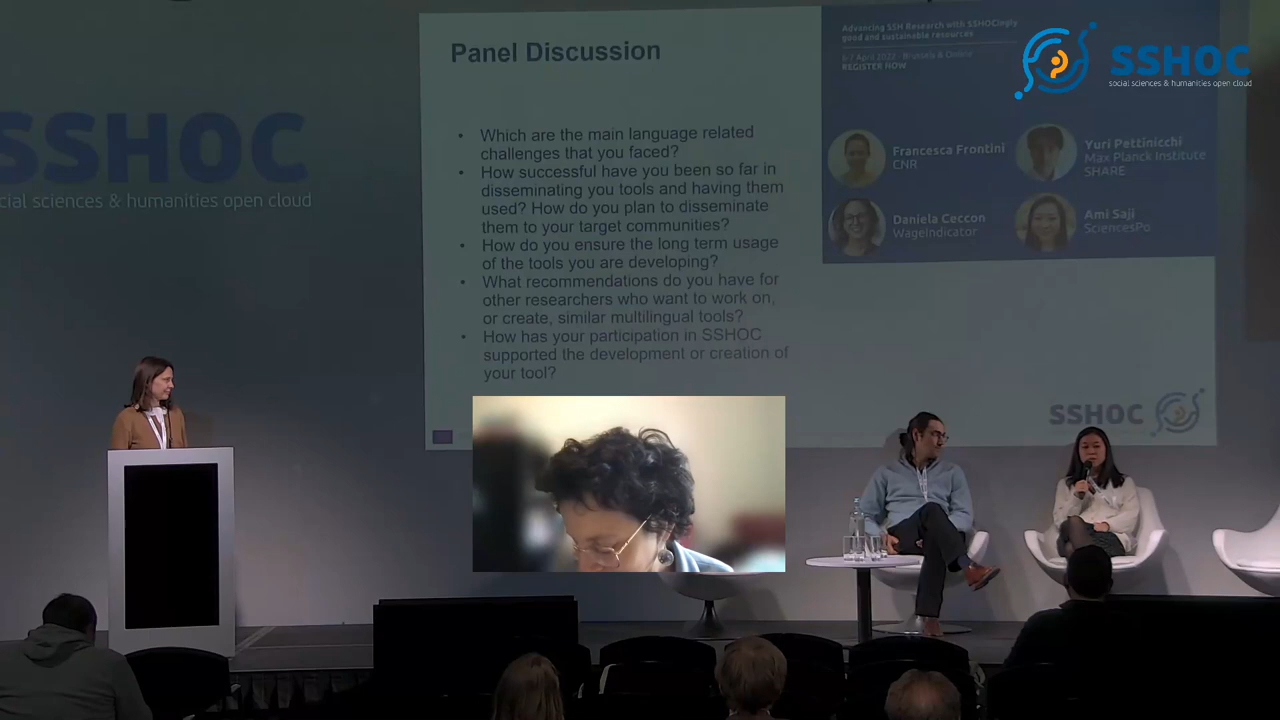 Panel Discussion
• Which are the main language related
challenges that you faced?
• How successful have you been so far in
disseminating you tools and having them
used? How do you plan to disseminate
them to your target communities?
• How do you ensure the long term usage
of the tools you are developing?
• What recommendations do you have for
other researchers who want to work on,
or create, similar multilingual tools?
• How has your participation in SSHOC
supported the development or creation of
your tool?
Advancing SSH Research with SSHOCingly
good and sustainable resources
6-7 April 2022 - Brussels & Online
REGISTER NOW
Francesca Frontini
CNR
Yuri Pettinicchi
Max Planck Institute
SHARE
Daniela Ceccon
WageIndicator
Ami Saji
SciencesPo
SSHOC
social sciences & humanities open cloud
SSHOC
cial sciences & humanities open cloud
SSHOC